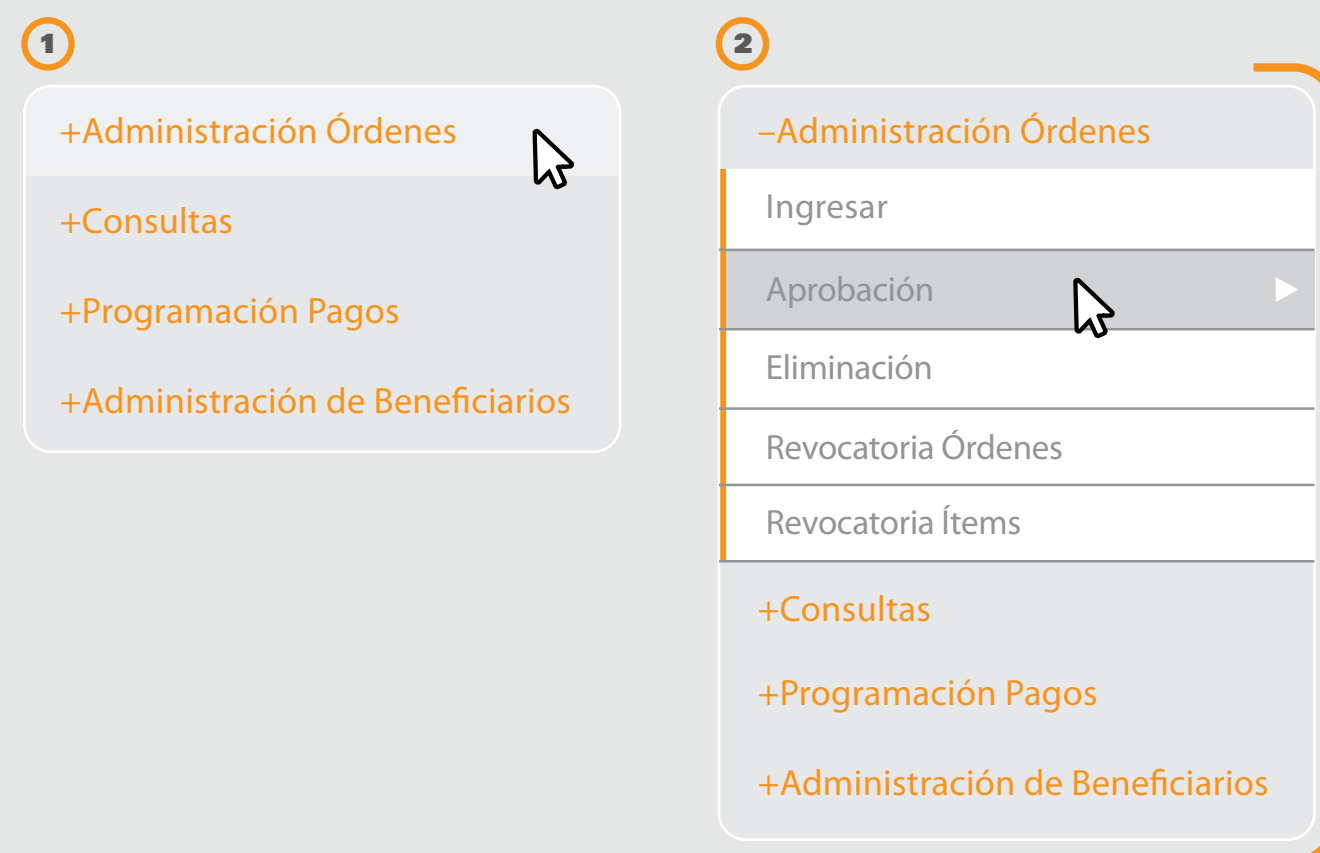 1
+Administración Órdenes
+Consultas
+Programación Pagos
+Administración de Beneficiarios
2
–Administración Órdenes
Ingresar
Aprobación
Eliminación
Revocatoria Órdenes
Revocatoria Ítems
+Consultas
+Programación Pagos
+Administración de Beneficiarios